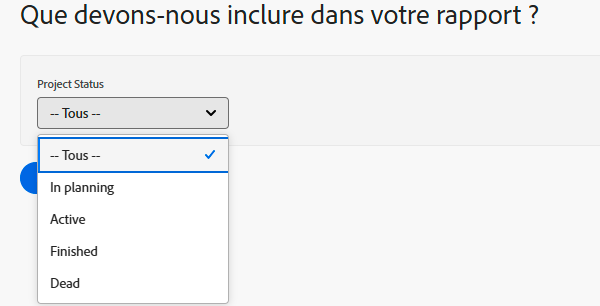 Que devons-nous inclure dans votre rapport ?
Project Status
-- Tous --
-- Tous --
In planning
Active
Finished
Dead